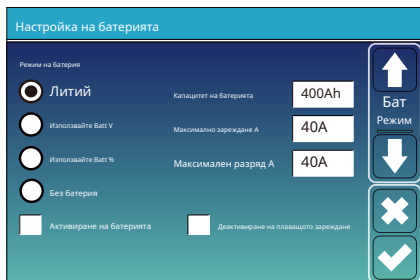 Настройка на батерията
Режим на батерия
Литий
Използвайте Batt V
Използвайте Batt %
Без батерия
Капацитет на батерията 400Ah
Максимално зареждане A 40A
Максимален разряд A 40A
Активиране на батерията
Деактивиране на плаващото зареждане
Бат
Режим